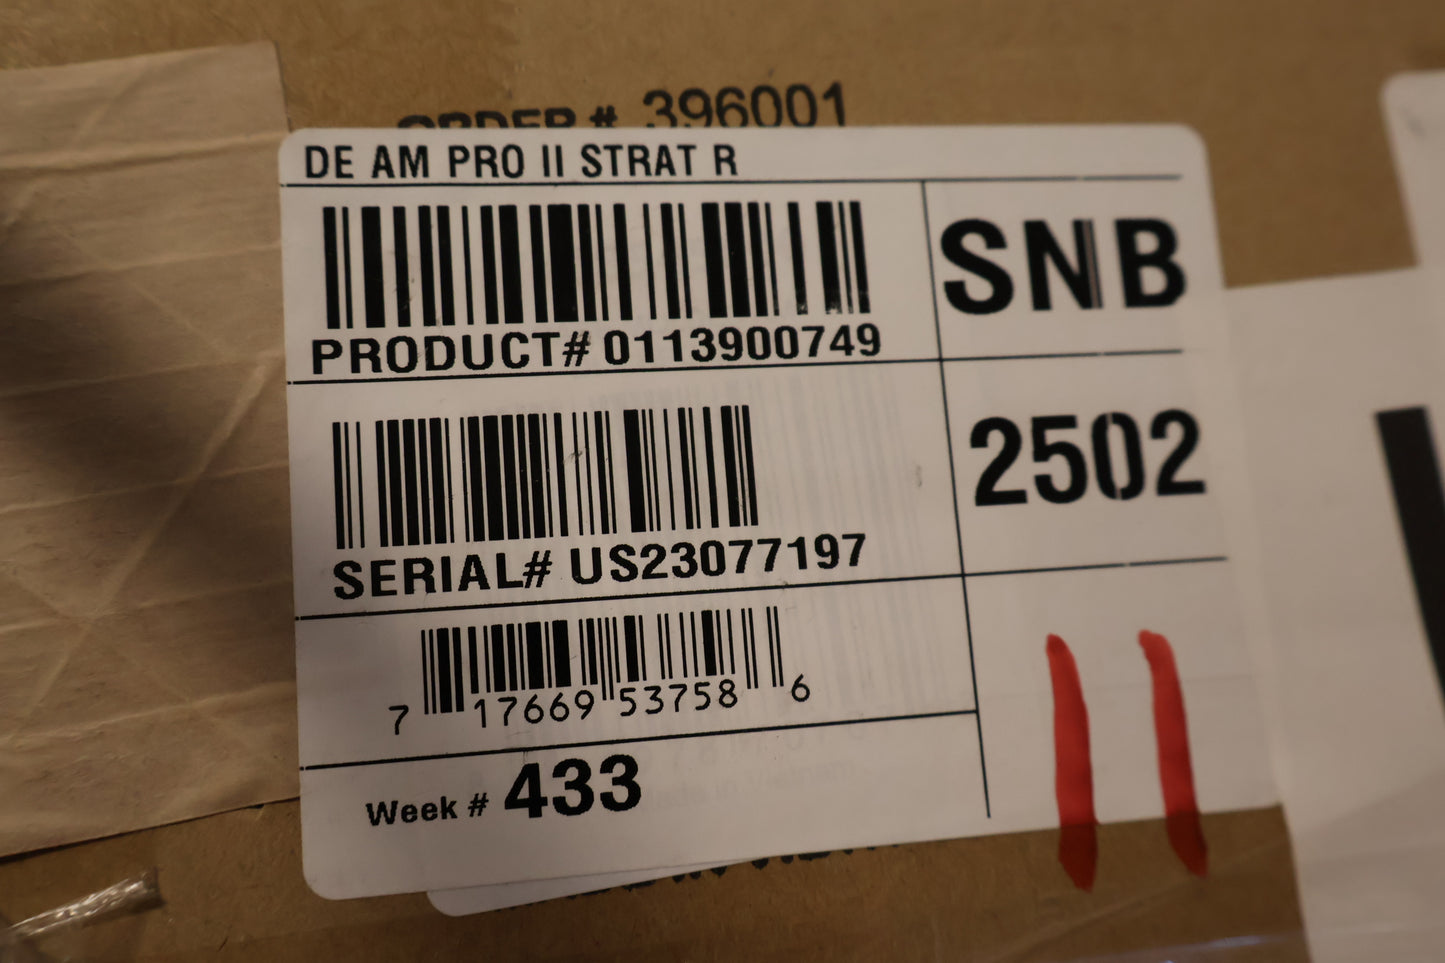 ORDER # 396001
DE AM PRO II STRAT R
PRODUCT# 0113900749
SNB
SERIAL# US23077197
2502
7 17669 53758 6
Week # 433